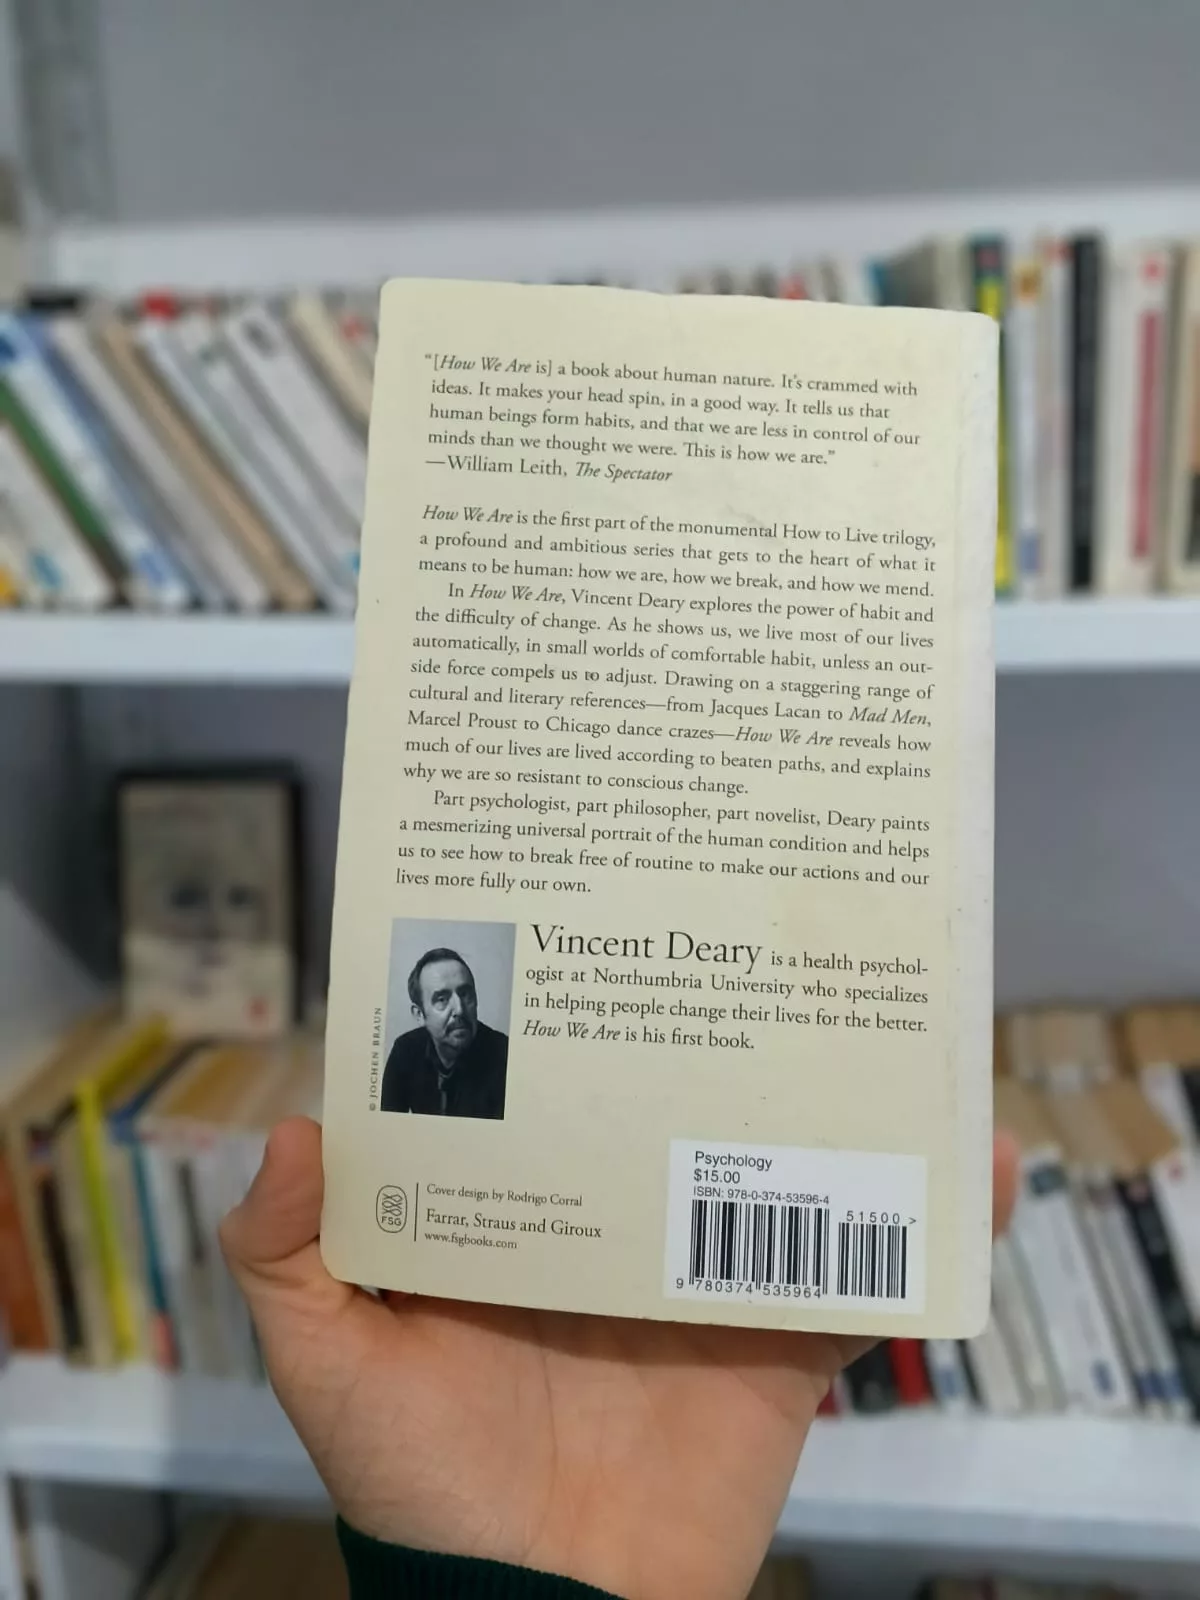 “[How We Are is] a book about human nature. It’s crammed with
ideas. It makes your head spin, in a good way. It tells us that
human beings form habits, and that we are less in control of our
minds than we thought we were. This is how we are.”
—William Leith, The Spectator
How We Are is the first part of the monumental How to Live trilogy,
a profound and ambitious series that gets to the heart of what it
means to be human: how we are, how we break, and how we mend.
In How We Are, Vincent Deary explores the power of habit and
the difficulty of change. As he shows us, we live most of our lives
automatically, in small worlds of comfortable habit, unless an out-
side force compels us to adjust. Drawing on a staggering range of
cultural and literary references—from Jacques Lacan to Mad Men,
Marcel Proust to Chicago dance crazes—How We Are reveals how
much of our lives are lived according to beaten paths, and explains
why we are so resistant to conscious change.
Part psychologist, part philosopher, part novelist, Deary paints
a mesmerizing universal portrait of the human condition and helps
us to see how to break free of routine to make our actions and our
lives more fully our own.
© JOCHEN BRAUN
Vincent Deary is a health psychol-
ogist at Northumbria University who specializes
in helping people change their lives for the better.
How We Are is his first book.
FSG
Cover design by Rodrigo Corral
Farrar, Straus and Giroux
www.fsgbooks.com
Psychology
$15.00
ISBN: 978-0-374-53596-4
51500 >
9 780374 535964